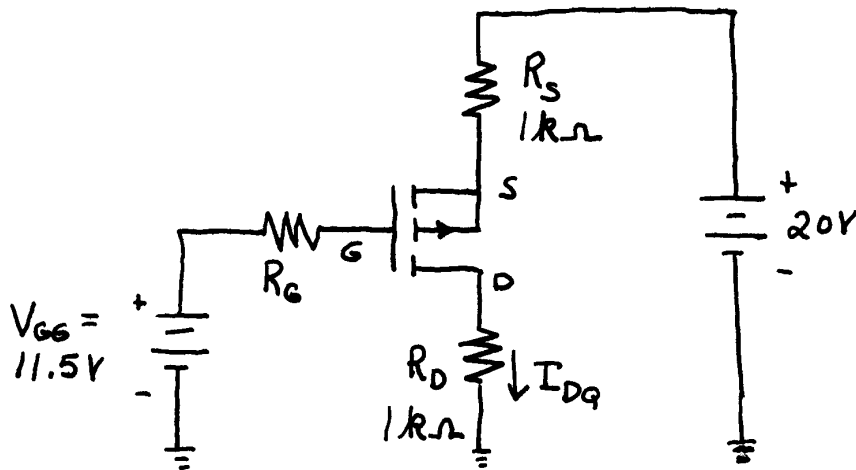 R_S
1kΩ
S
+
20V
-
G
R_G
D
V_GG =
11.5V
+
-
R_D
1kΩ
I_DQ